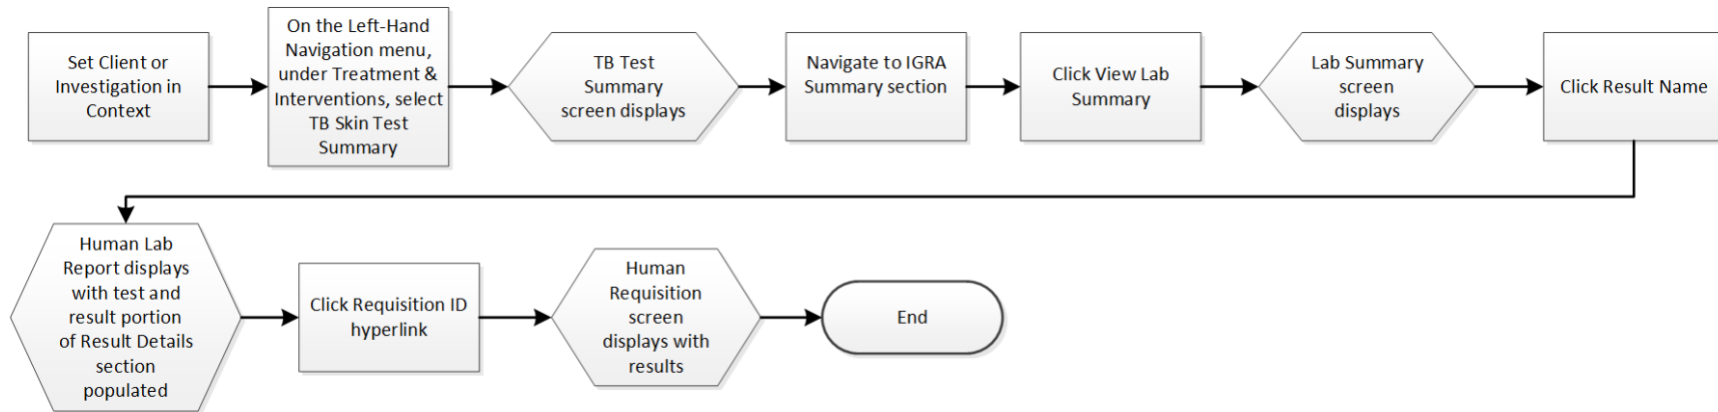 Set Client or
Investigation in
Context
On the Left-Hand
Navigation menu,
under Treatment &
Interventions, select
TB Skin Test
Summary
TB Test
Summary
screen displays
Navigate to IGRA
Summary section
Click View Lab
Summary
Lab Summary
screen
displays
Click Result Name
Human Lab
Report displays
with test and
result portion
of Result Details
section
populated
Click Requisition ID
hyperlink
Human
Requisition
screen
displays with
results
End